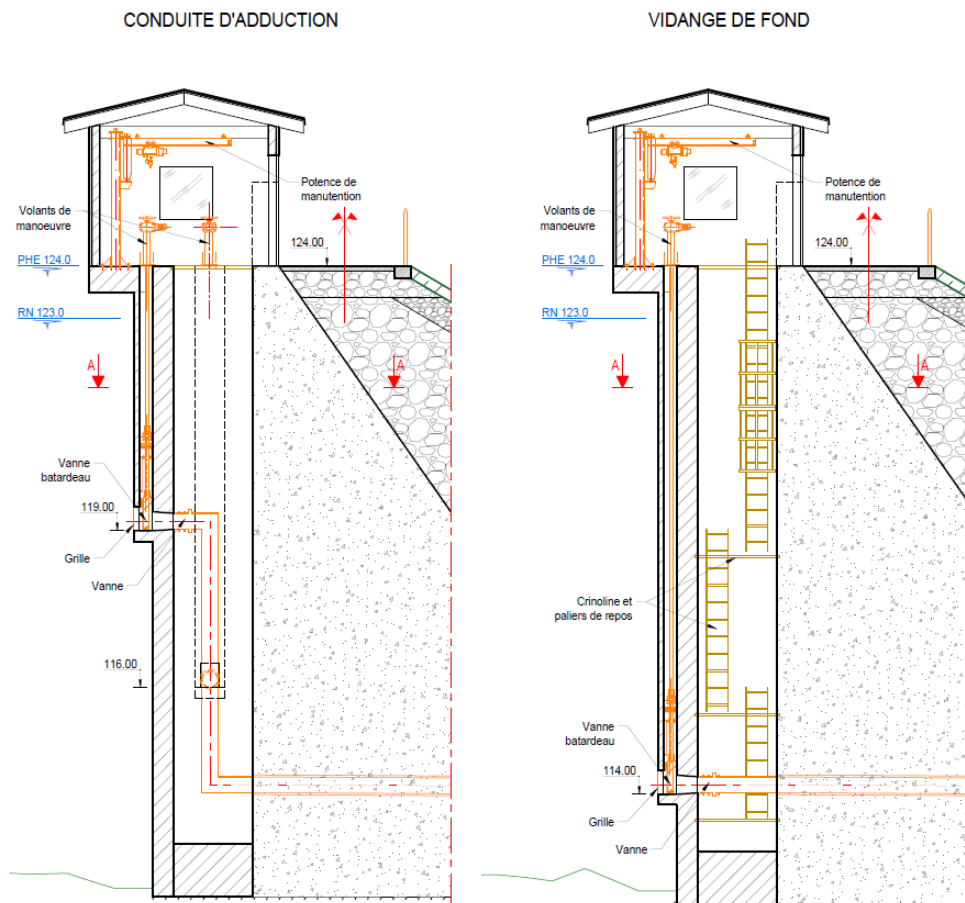 CONDUITE D'ADDUCTION
Potence de
manutention
Volants de
manoeuvre
124.00
PHE 124.0
RN 123.0
A
A
Vanne
batardeau
119.00
Grille
Vanne
116.00
VIDANGE DE FOND
Potence de
manutention
Volants de
manoeuvre
124.00
PHE 124.0
RN 123.0
A
A
Crinoline et
paliers de repos
Vanne
batardeau
114.00
Grille
Vanne